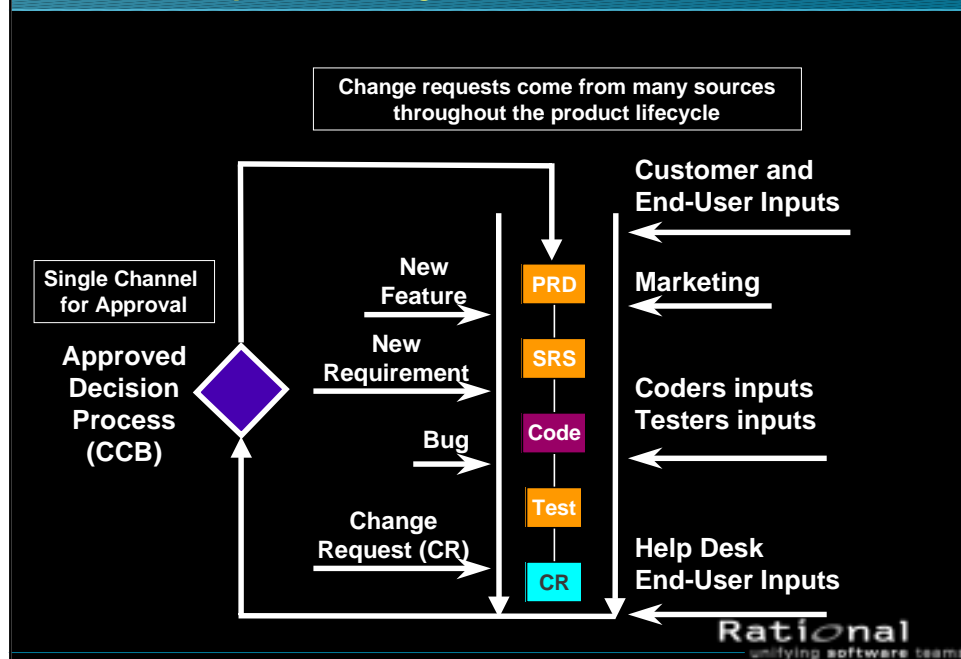 Change requests come from many sources
throughout the product lifecycle
Customer and
End-User Inputs
Single Channel
for Approval
New
Feature
PRD
Marketing
Approved
Decision
Process
(CCB)
New
Requirement
SRS
Coders inputs
Testers inputs
Bug
Code
Test
Change
Request (CR)
CR
Help Desk
End-User Inputs
Rational
unifying software teams